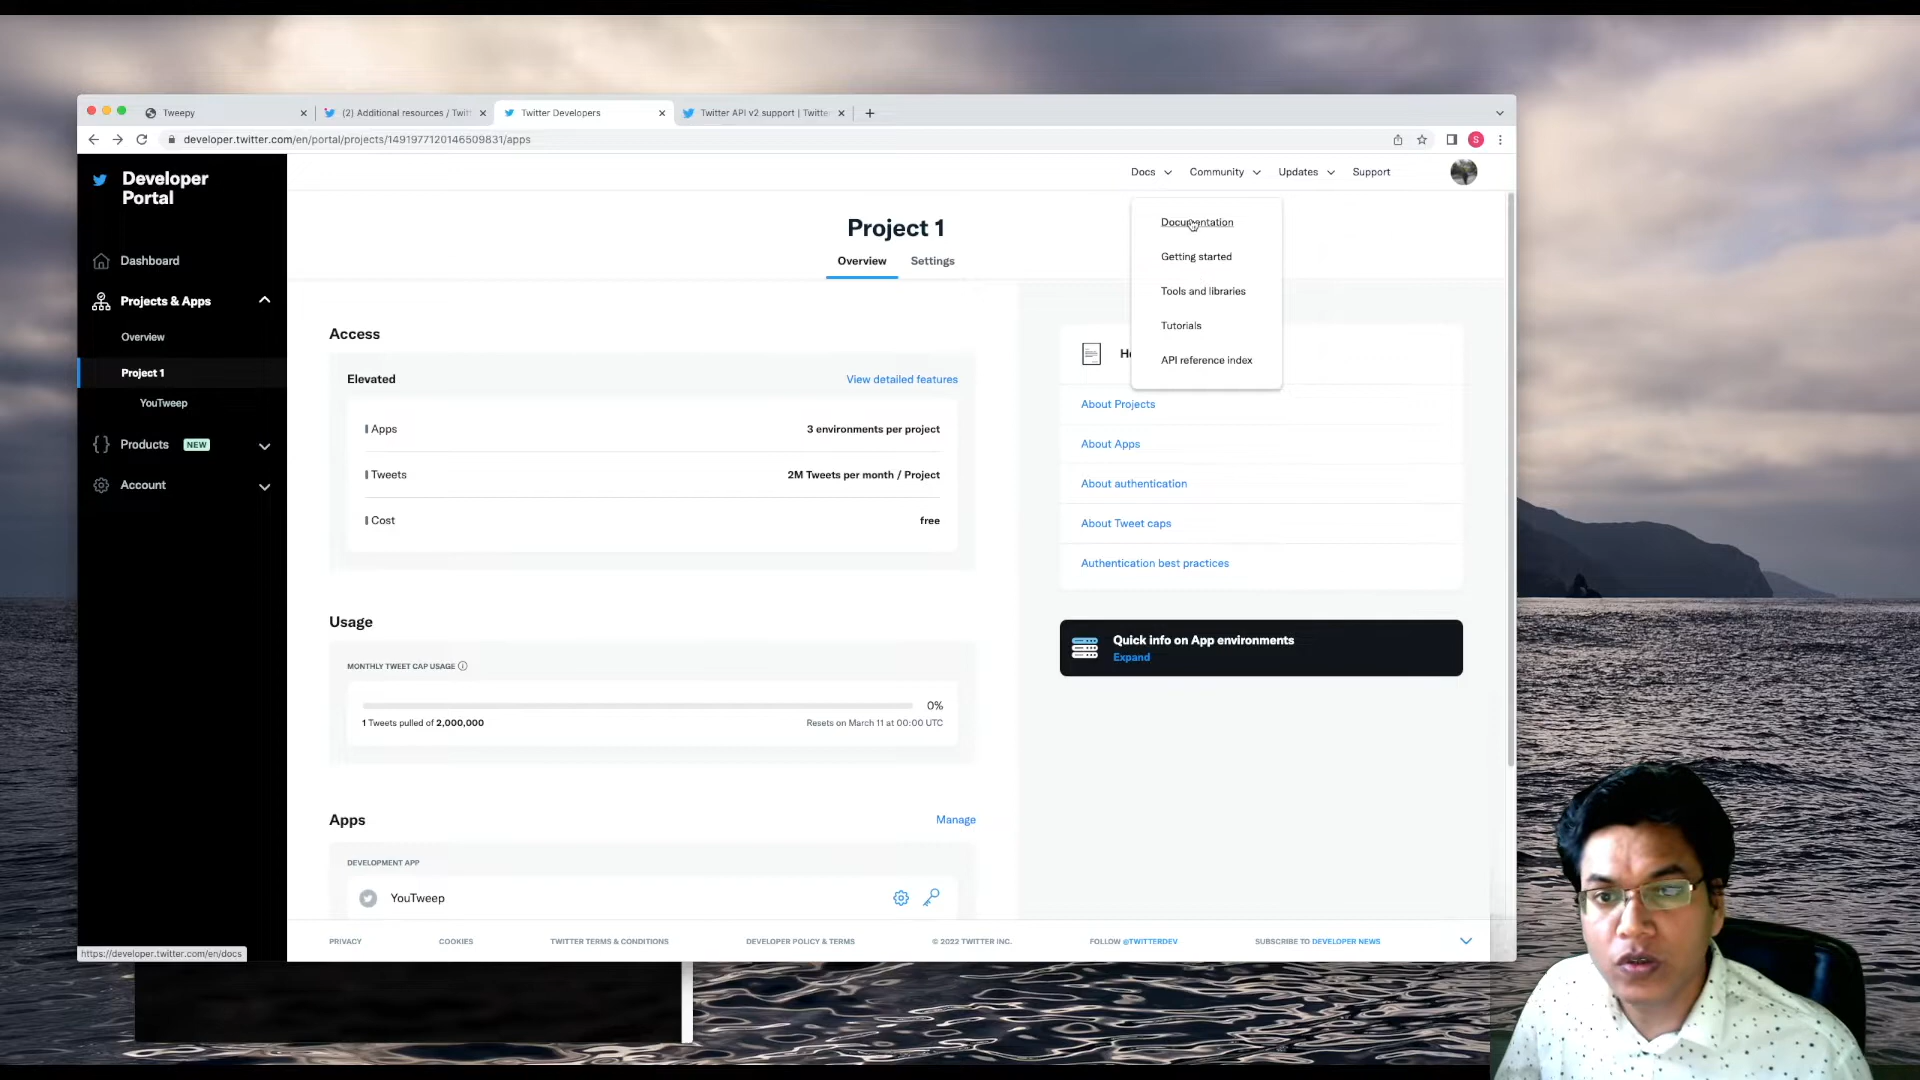 Tweepy
(2) Additional resources / Twit
Twitter Developers
Twitter API v2 support | Twitte
developer.twitter.com/en/portal/projects/1491977120146509831/apps
S
Developer
Portal
Docs
Community
Updates
Support
Documentation
Getting started
Tools and libraries
Tutorials
API reference index
Project 1
Overview
Settings
Dashboard
Projects & Apps
Overview
Project 1
YouTweep
Products NEW
Account
Access
Elevated
View detailed features
Apps
3 environments per project
Tweets
2M Tweets per month / Project
Cost
free
Usage
MONTHLY TWEET CAP USAGE
0%
1 Tweets pulled of 2,000,000
Resets on March 11 at 00:00 UTC
Apps
Manage
DEVELOPMENT APP
YouTweep
About Projects
About Apps
About authentication
About Tweet caps
Authentication best practices
Quick info on App environments
Expand
PRIVACY
COOKIES
TWITTER TERMS & CONDITIONS
DEVELOPER POLICY & TERMS
© 2022 TWITTER INC.
FOLLOW @TWITTERDEV
SUBSCRIBE TO DEVELOPER NEWS
https://developer.twitter.com/en/docs